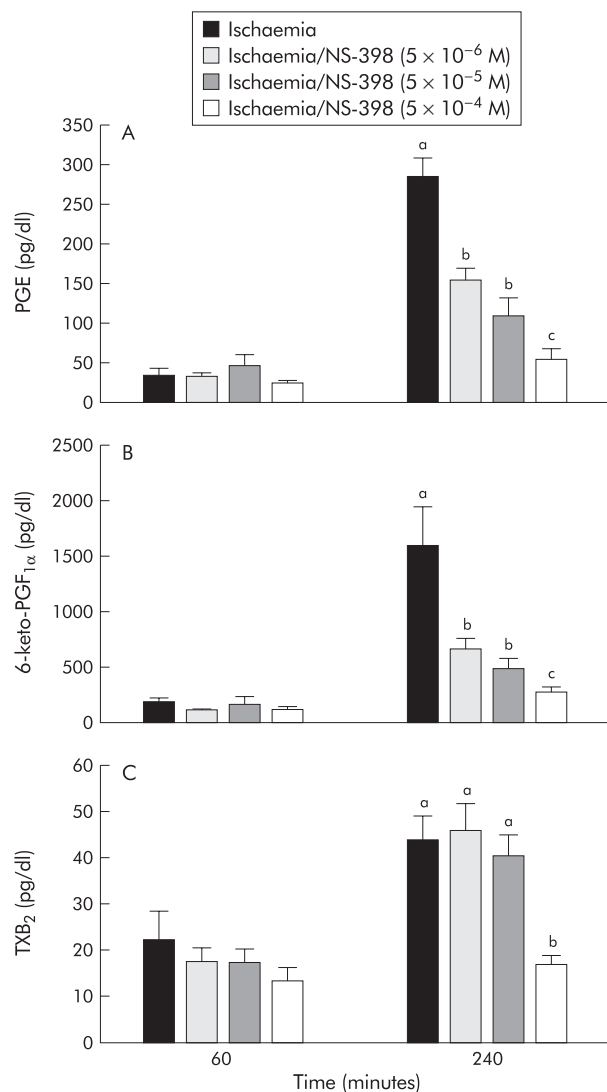 Ischaemia
Ischaemia/NS-398 (5 × 10⁻⁶ M)
Ischaemia/NS-398 (5 × 10⁻⁵ M)
Ischaemia/NS-398 (5 × 10⁻⁴ M)
A
PGE (pg/dl)
350
300
250
200
150
100
50
0
a
b
b
c
B
6-keto-PGF₁α (pg/dl)
2500
2000
1500
1000
500
0
a
b
b
c
C
TXB₂ (pg/dl)
60
50
40
30
20
10
0
a
a
a
b
60
240
Time (minutes)